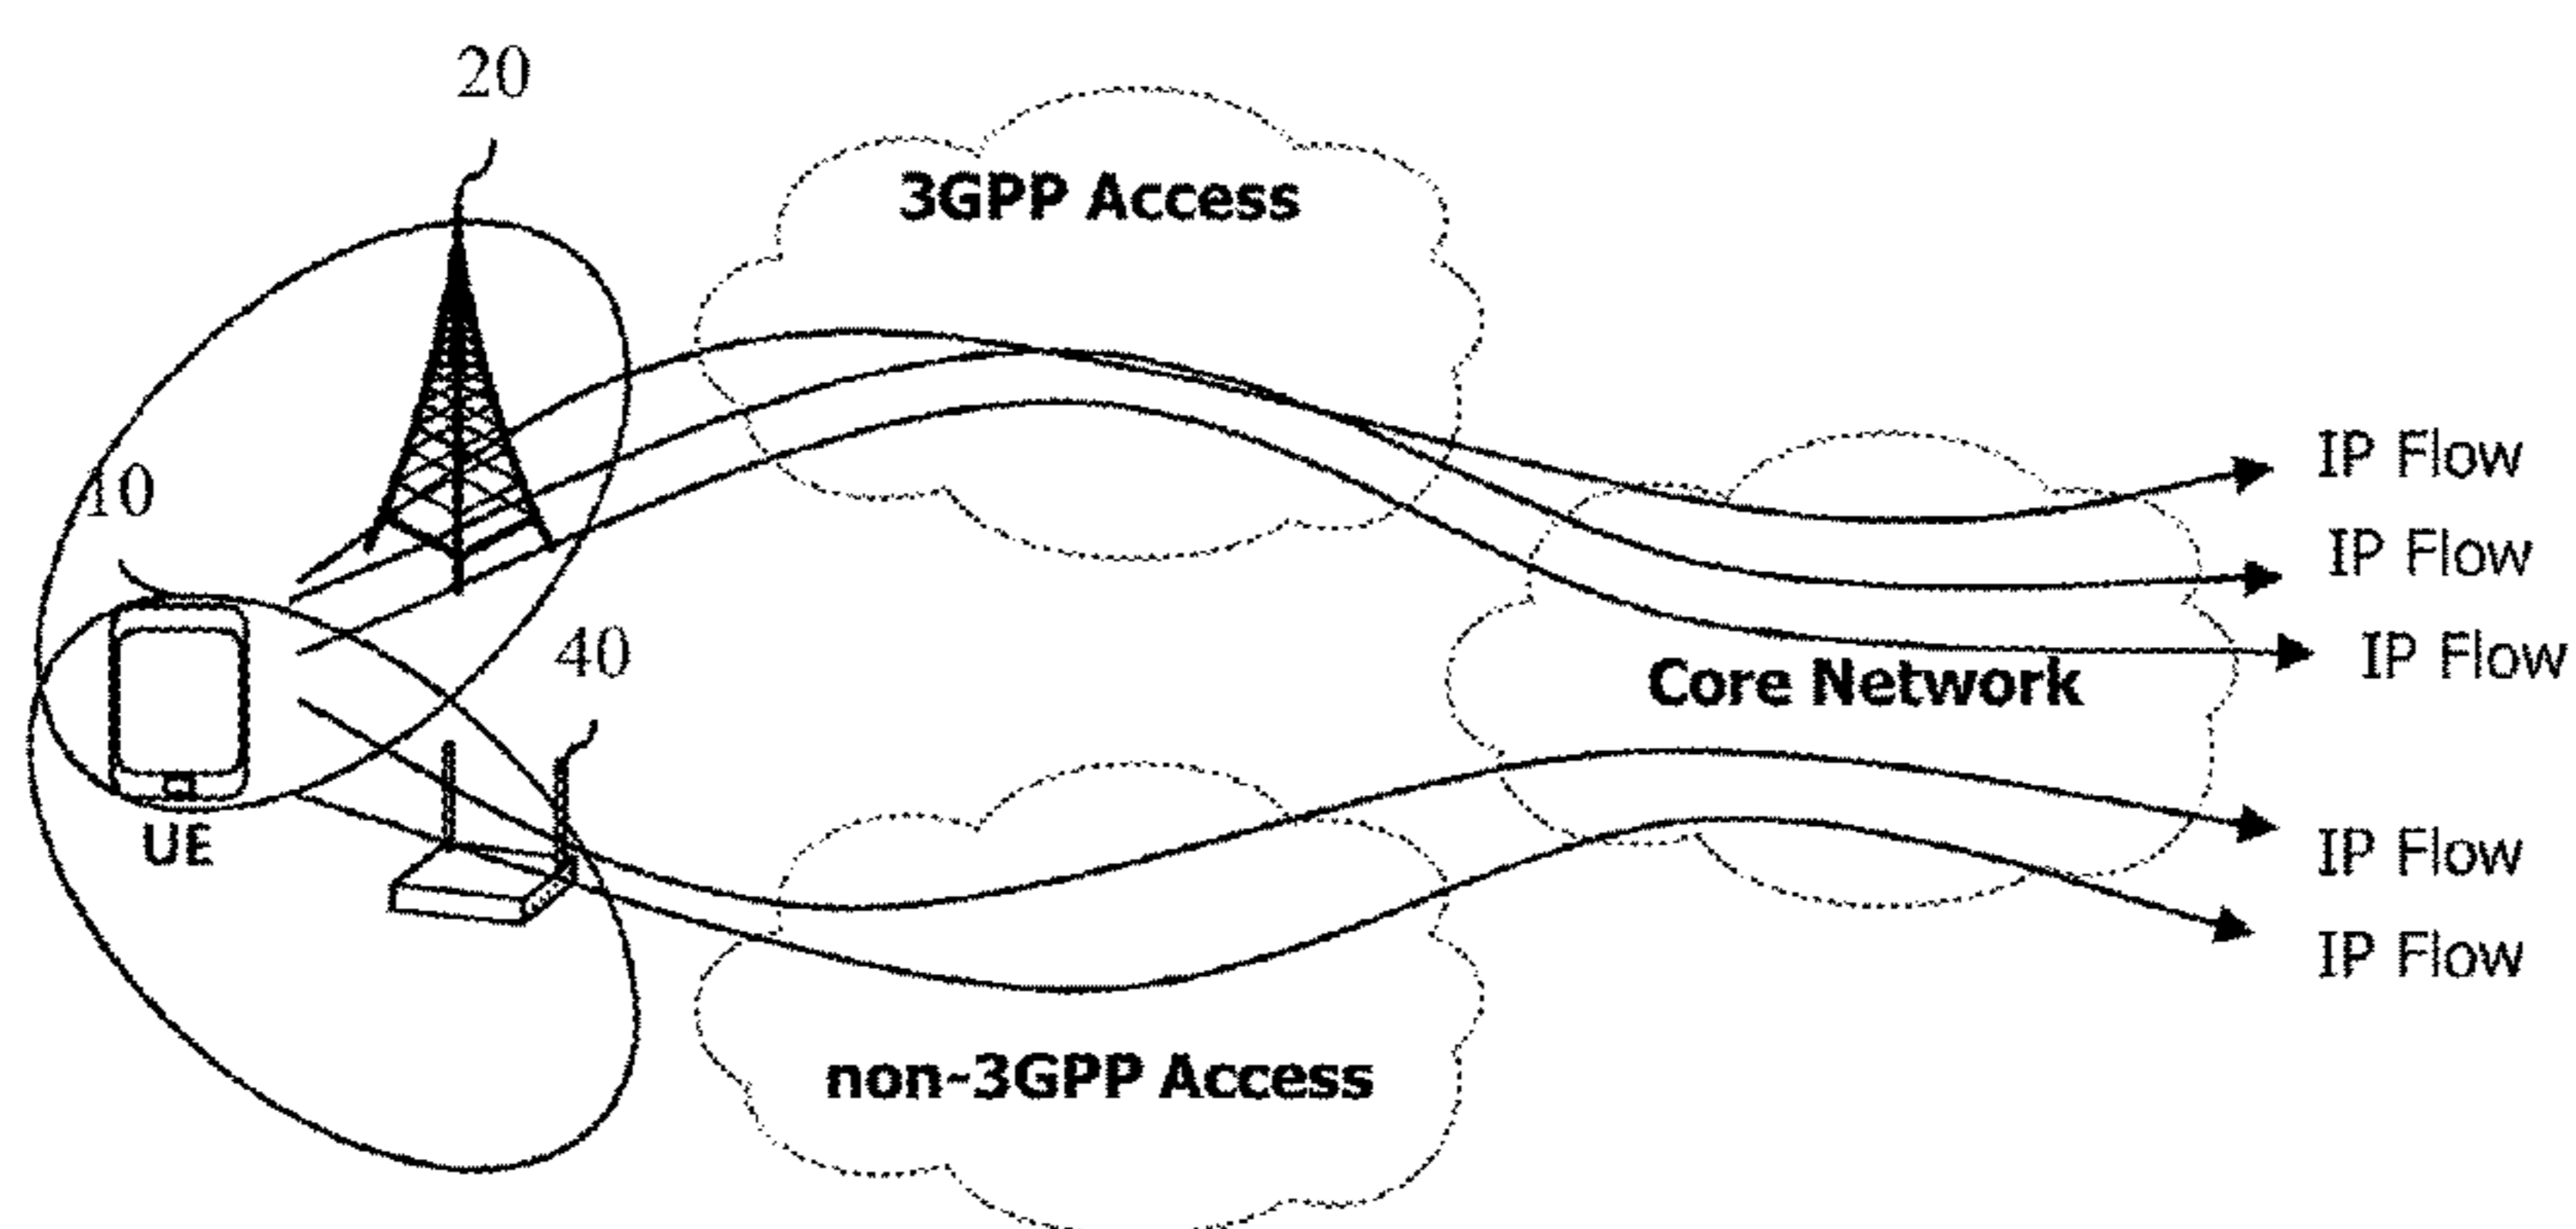 20
3GPP Access
IP Flow
10
IP Flow
40
IP Flow
Core Network
UE
IP Flow
IP Flow
non-3GPP Access